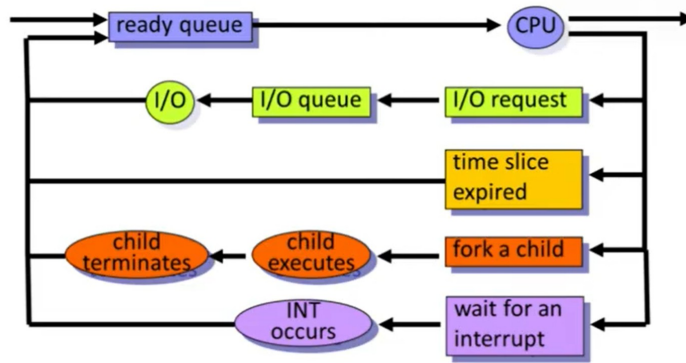 ready queue
CPU
I/O
I/O queue
I/O request
time slice
expired
child
terminates
child
executes
fork a child
INT
occurs
wait for an
interrupt